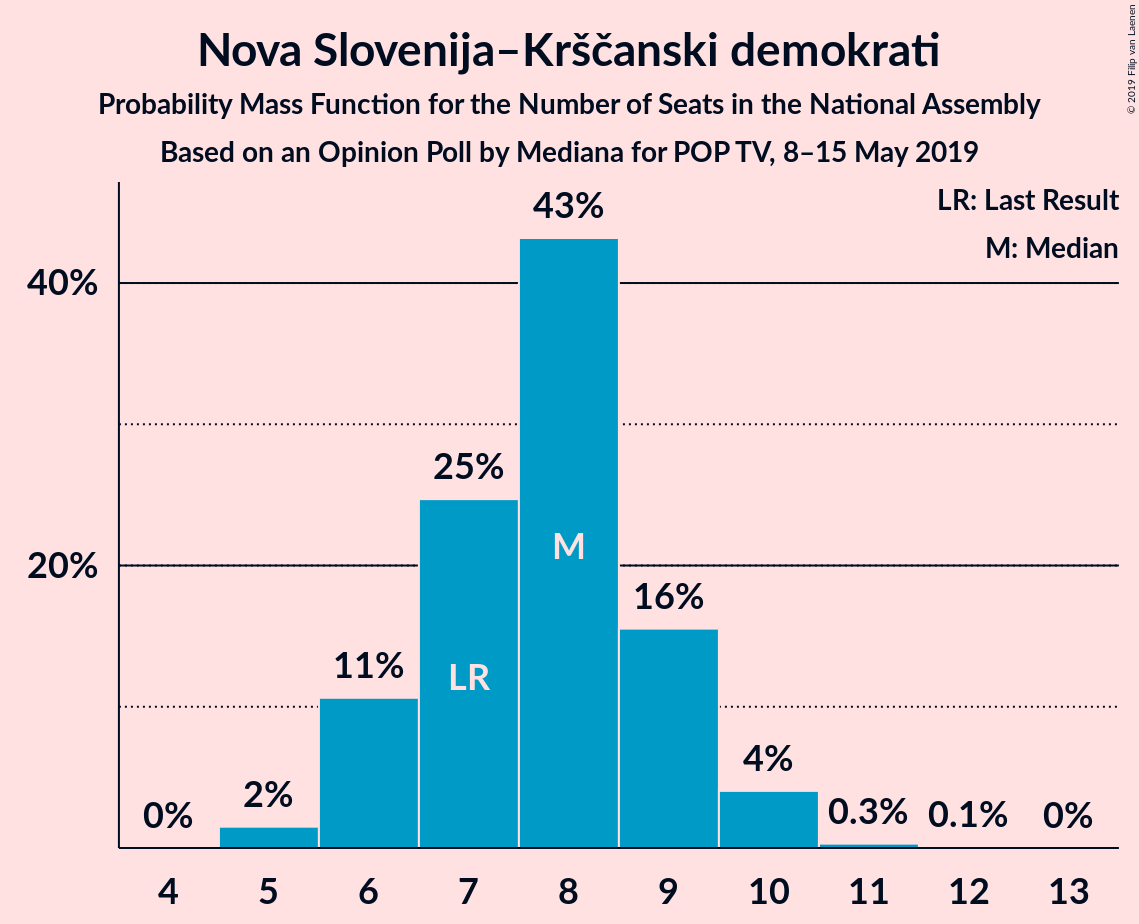 Nova Slovenija–Krščanski demokrati
Probability Mass Function for the Number of Seats in the National Assembly
Based on an Opinion Poll by Mediana for POP TV, 8–15 May 2019
© 2019 Filip van Laenen
LR: Last Result
M: Median
43%
40%
25%
M
20%
16%
11%
LR
4%
2%
0%
0.3%
0.1%
0%
4 5 6 7 8 9 10 11 12 13